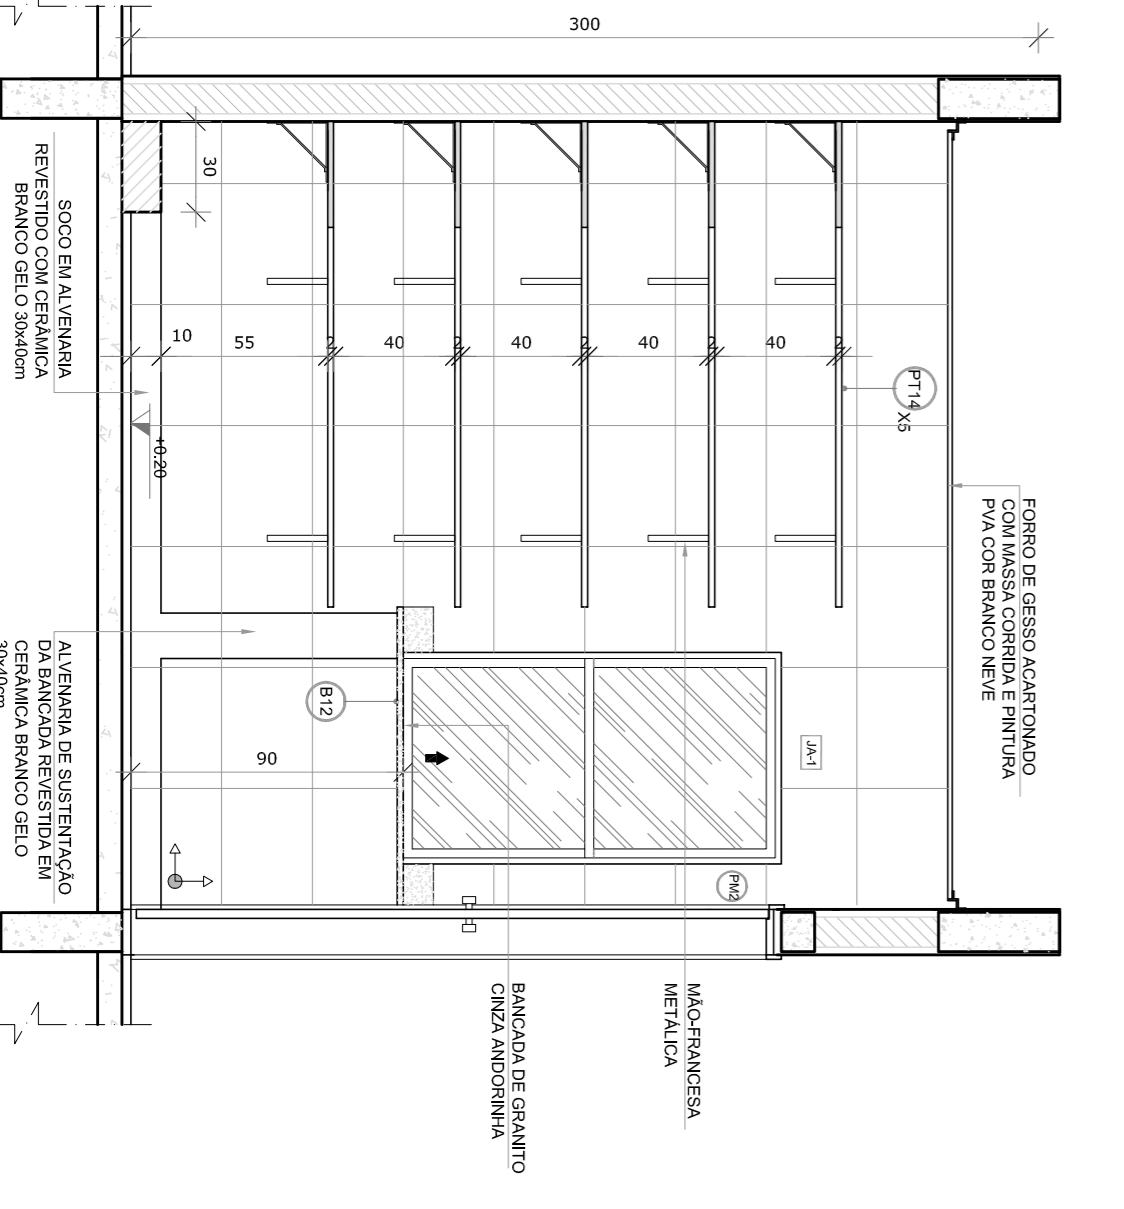 300
30
SOCO EM ALVENARIA
REVESTIDO COM CERÂMICA
BRANCO GELO 30x40cm
10
55
2
40
2
40
2
40
2
40
2
PT14
X5
+0.20
FORRO DE GESSO ACARTONADO
COM MASSA CORRIDA E PINTURA
PVA COR BRANCO NEVE
ALVENARIA DE SUSTENTAÇÃO
DA BANCADA REVESTIDA EM
CERÂMICA BRANCO GELO
30x40cm
B12
JA-1
90
PM2
MÃO-FRANCESA
METÁLICA
BANCADA DE GRANITO
CINZA ANDORINHA